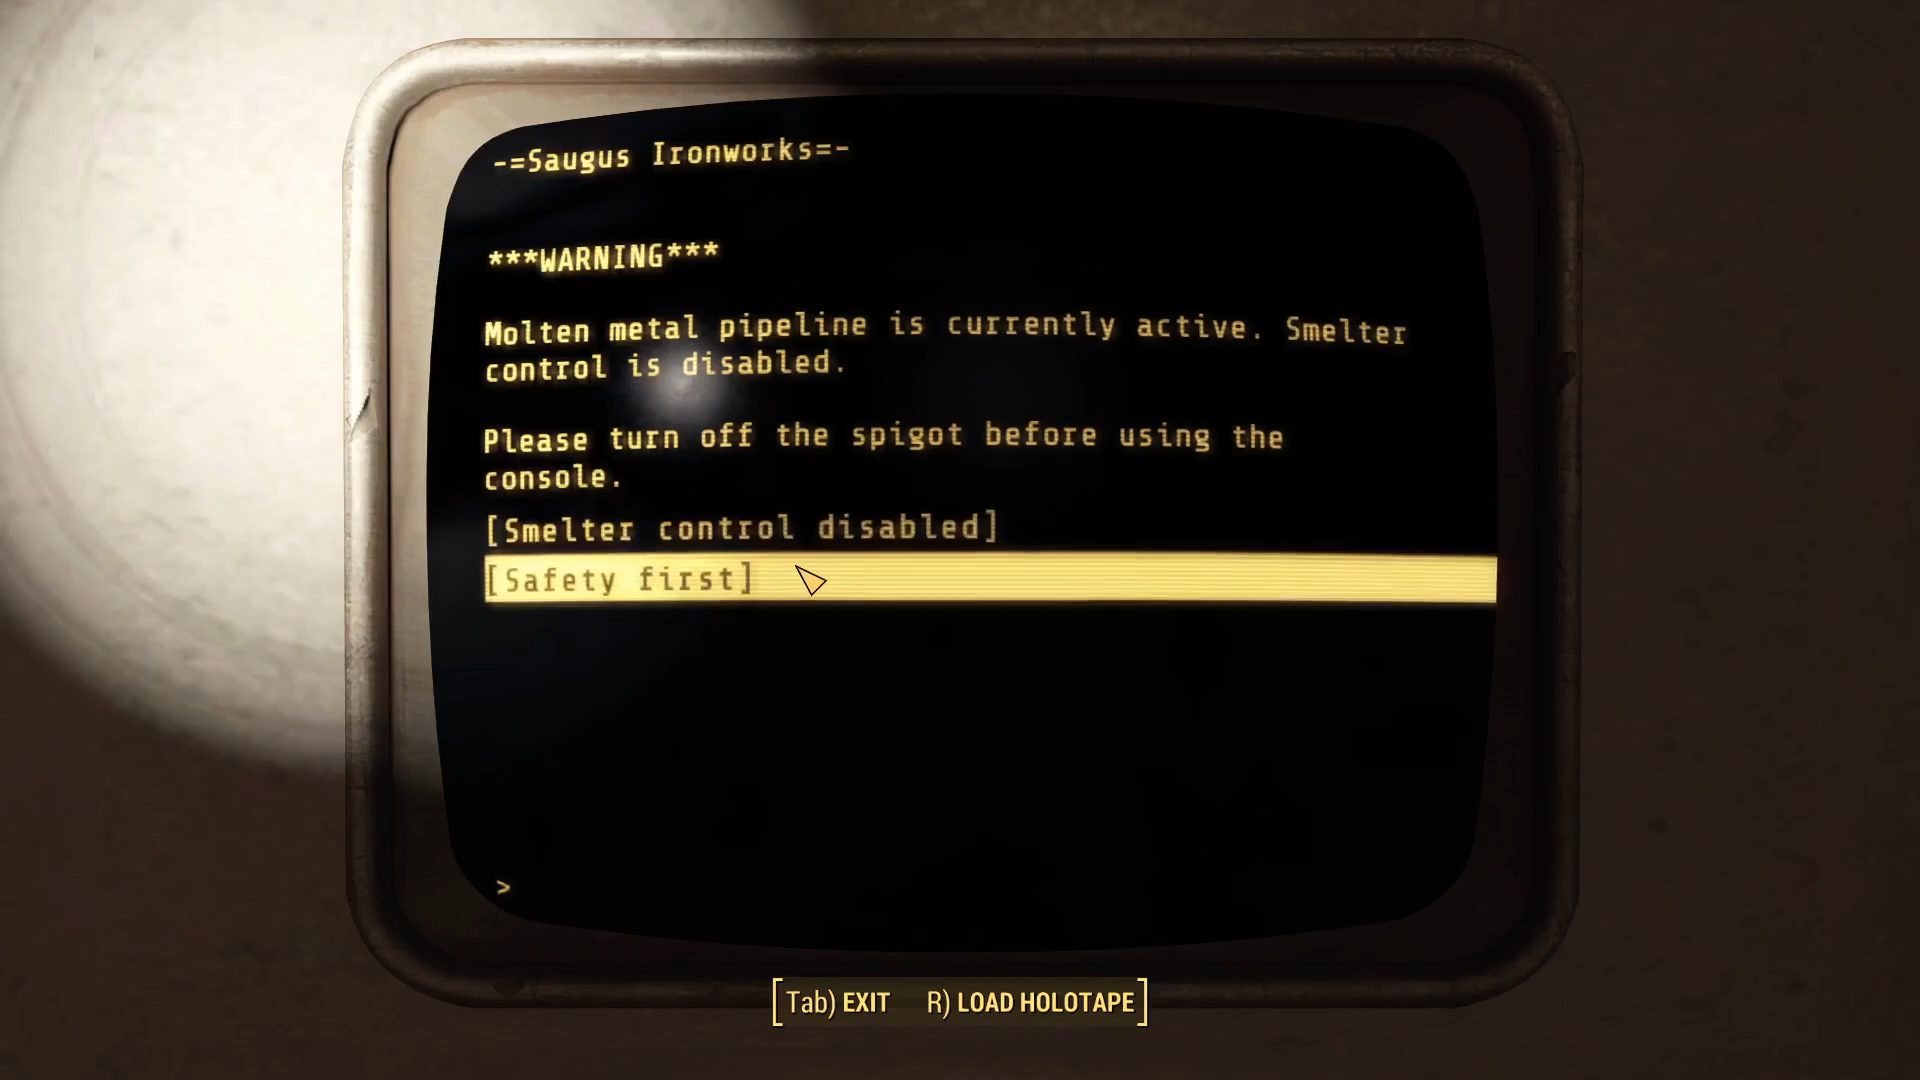 -=Saugus Ironworks=-
***WARNING***
Molten metal pipeline is currently active. Smelter
control is disabled.
Please turn off the spigot before using the
console.
[Smelter control disabled]
[Safety first]
>
[Tab) EXIT R) LOAD HOLOTAPE]